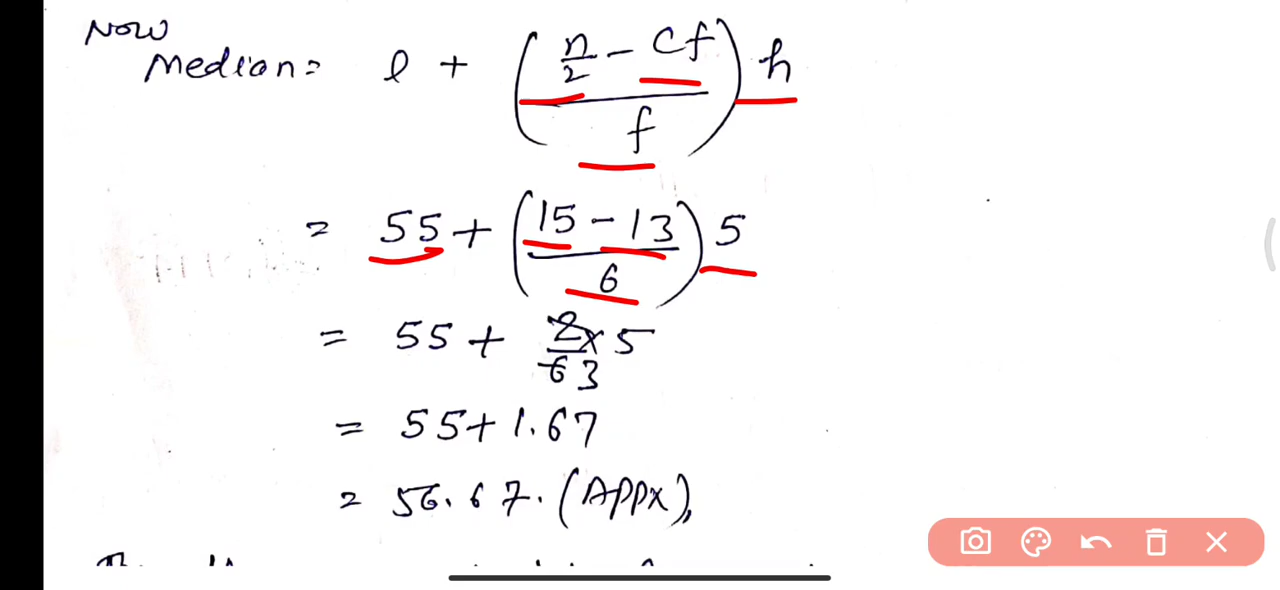 Now
Median = l + (n/2 - cf / f) h
= 55 + (15 - 13 / 6) 5
= 55 + 2/6 3 × 5
= 55 + 1.67
= 56.67. (Appx),